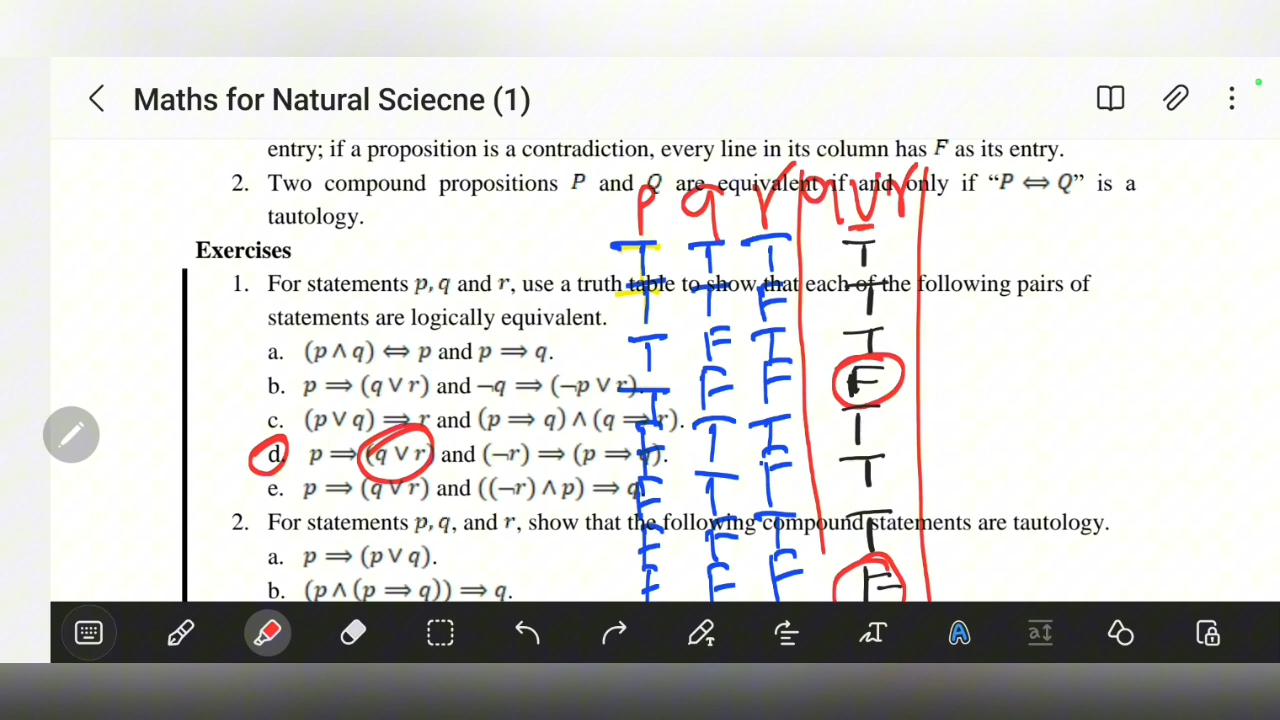 Maths for Natural Sciecne (1)
entry; if a proposition is a contradiction, every line in its column has F as its entry.
2. Two compound propositions P and Q are equivalent if and only if “P ⇔ Q” is a
tautology.
Exercises
1. For statements p, q and r, use a truth table to show that each of the following pairs of
statements are logically equivalent.
a. (p ∧ q) ⇔ p and p ⇒ q.
b. p ⇒ (q ∨ r) and ¬q ⇒ (¬p ∨ r).
c. (p ∨ q) ⇒ r and (p ⇒ q) ∧ (q ⇒ r).
d. p ⇒ (q ∨ r) and (¬r) ⇒ (p ⇒ q).
e. p ⇒ (q ∨ r) and ((¬r) ∧ p) ⇒ q
2. For statements p, q, and r, show that the following compound statements are tautology.
a. p ⇒ (p ∨ q).
b. (p ∧ (p ⇒ q)) ⇒ q.
p q r q∨r
T T T T
T T F T
T F T T
T F F F
F T T T
F T F T
F F T T
F F F F